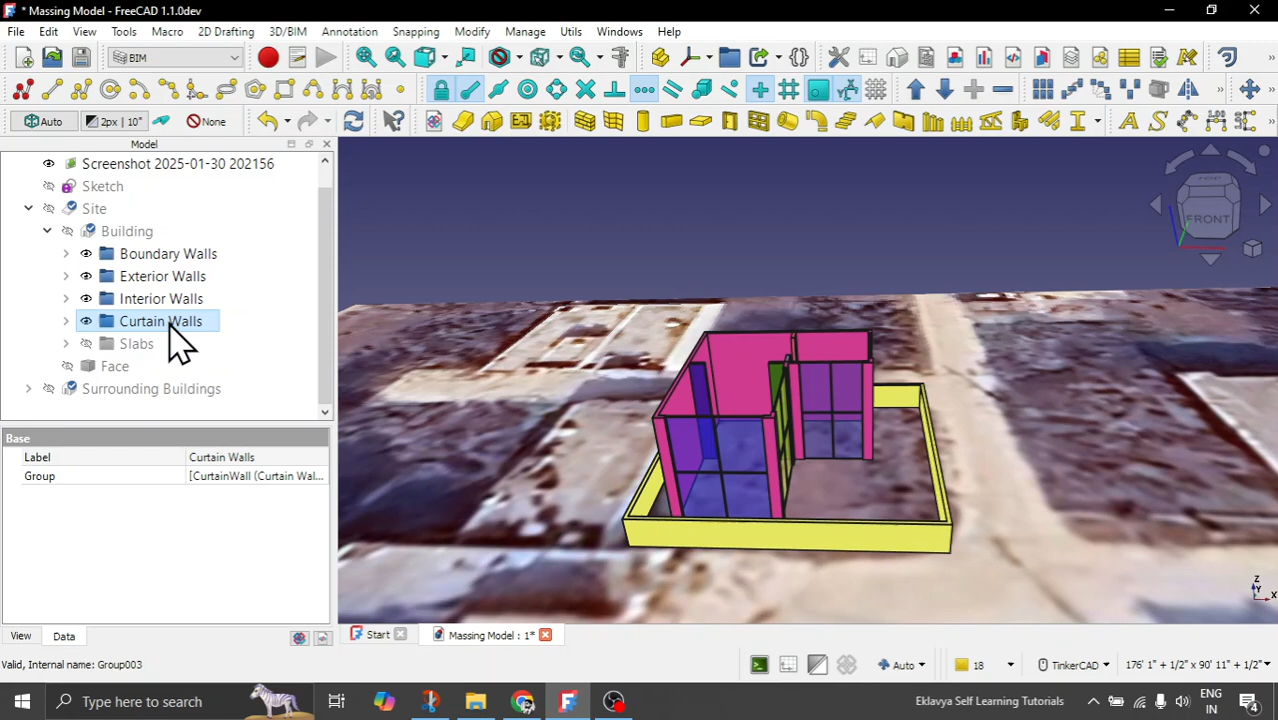 * Massing Model - FreeCAD 1.1.0dev
File Edit View Tools Macro 2D Drafting 3D/BIM Annotation Snapping Modify Manage Utils Windows Help
BIM
Auto 2px | 10" None
Model
Screenshot 2025-01-30 202156
Sketch
Site
Building
Boundary Walls
Exterior Walls
Interior Walls
Curtain Walls
Slabs
Face
Surrounding Buildings
TOP
FRONT
Base
Label Curtain Walls
Group [CurtainWall (Curtain Wal...
Z
Y
X
View Data
Start Massing Model : 1*
Valid, Internal name: Group003
Auto 18 TinkerCAD 176' 1" + 1/2" x 90' 11" + 1/2"
Type here to search
Eklavya Self Learning Tutorials
ENG
IN
4